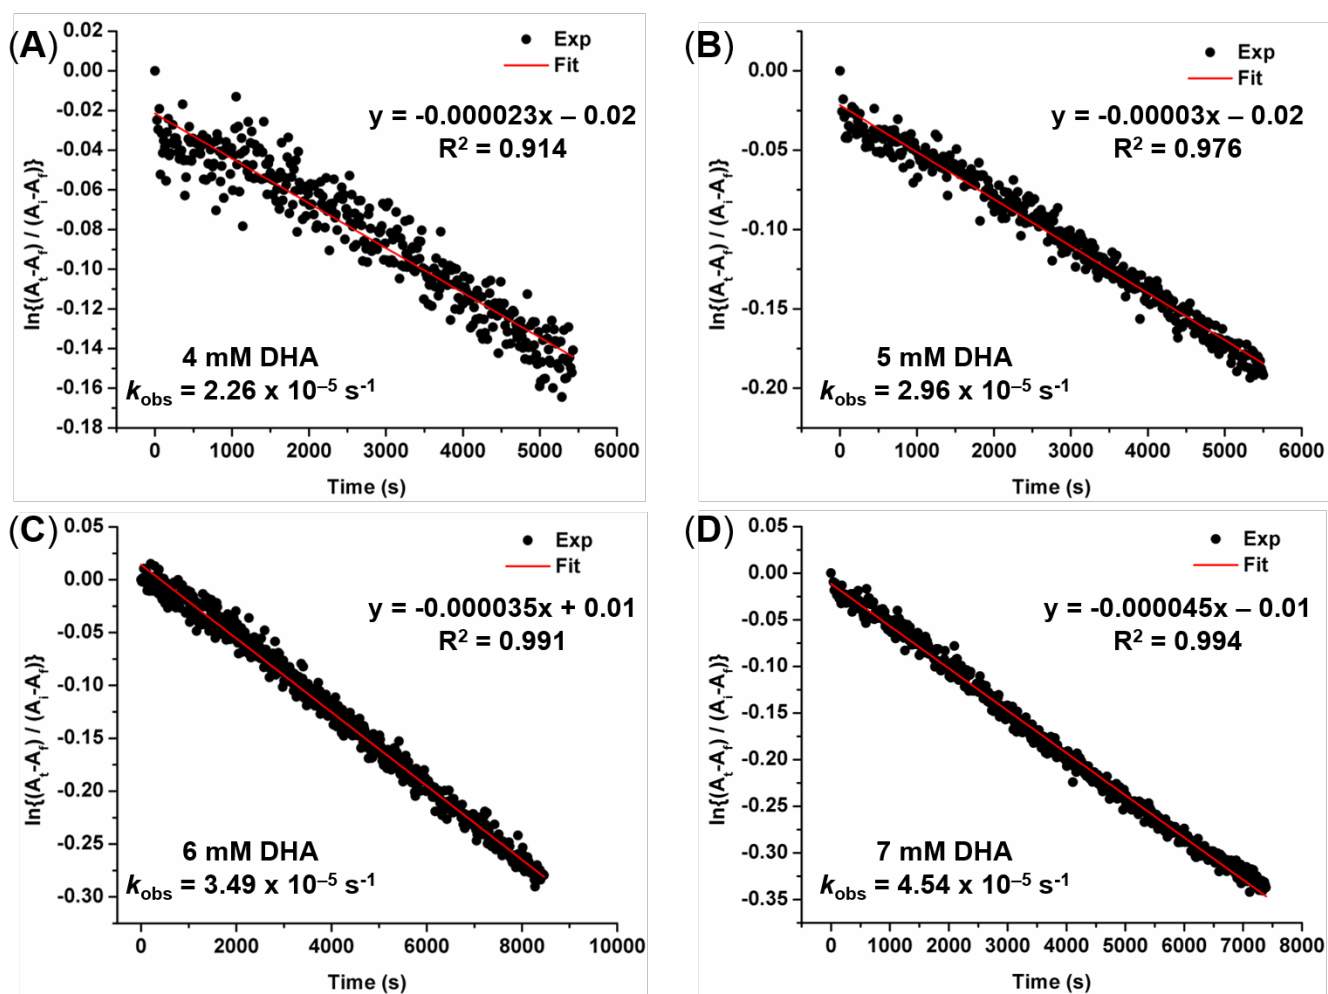 (A)
0.02
0.00
-0.02
-0.04
-0.06
-0.08
-0.10
-0.12
-0.14
-0.16
-0.18
ln{(At-Af) / (Ai-Af)}
Exp
Fit
y = -0.000023x – 0.02
R2 = 0.914
4 mM DHA
kobs = 2.26 x 10–5 s-1
0 1000 2000 3000 4000 5000 6000
Time (s)
(B)
0.00
-0.05
-0.10
-0.15
-0.20
ln{(At-Af) / (Ai-Af)}
Exp
Fit
y = -0.00003x – 0.02
R2 = 0.976
5 mM DHA
kobs = 2.96 x 10–5 s-1
0 1000 2000 3000 4000 5000 6000
Time (s)
(C)
0.05
0.00
-0.05
-0.10
-0.15
-0.20
-0.25
-0.30
ln{(At-Af) / (Ai-Af)}
Exp
Fit
y = -0.000035x + 0.01
R2 = 0.991
6 mM DHA
kobs = 3.49 x 10–5 s-1
0 2000 4000 6000 8000 10000
Time (s)
(D)
0.00
-0.05
-0.10
-0.15
-0.20
-0.25
-0.30
-0.35
ln{(At-Af) / (Ai-Af)}
Exp
Fit
y = -0.000045x – 0.01
R2 = 0.994
7 mM DHA
kobs = 4.54 x 10–5 s-1
0 1000 2000 3000 4000 5000 6000 7000 8000
Time (s)